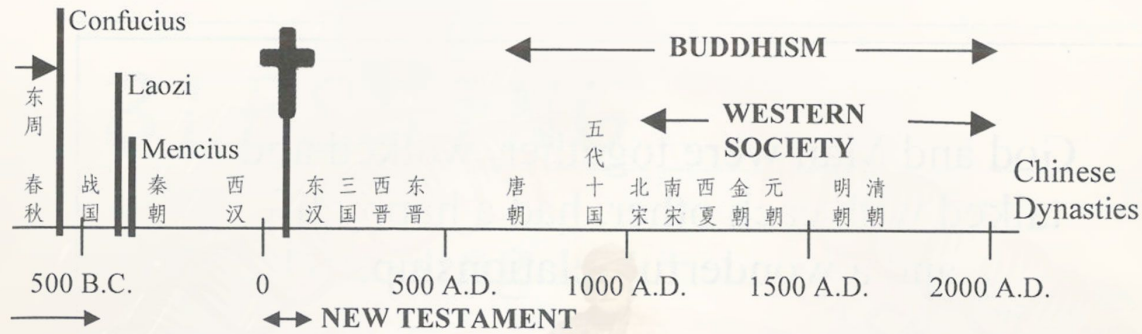 Confucius
BUDDHISM
Laozi
东周
WESTERN SOCIETY
Mencius
春秋
战国
秦朝
西汉
东汉
三国
西晋
东晋
唐朝
五代十国
北宋
南宋
西夏
金朝
元朝
明朝
清朝
Chinese
Dynasties
500 B.C.
0
500 A.D.
1000 A.D.
1500 A.D.
2000 A.D.
NEW TESTAMENT